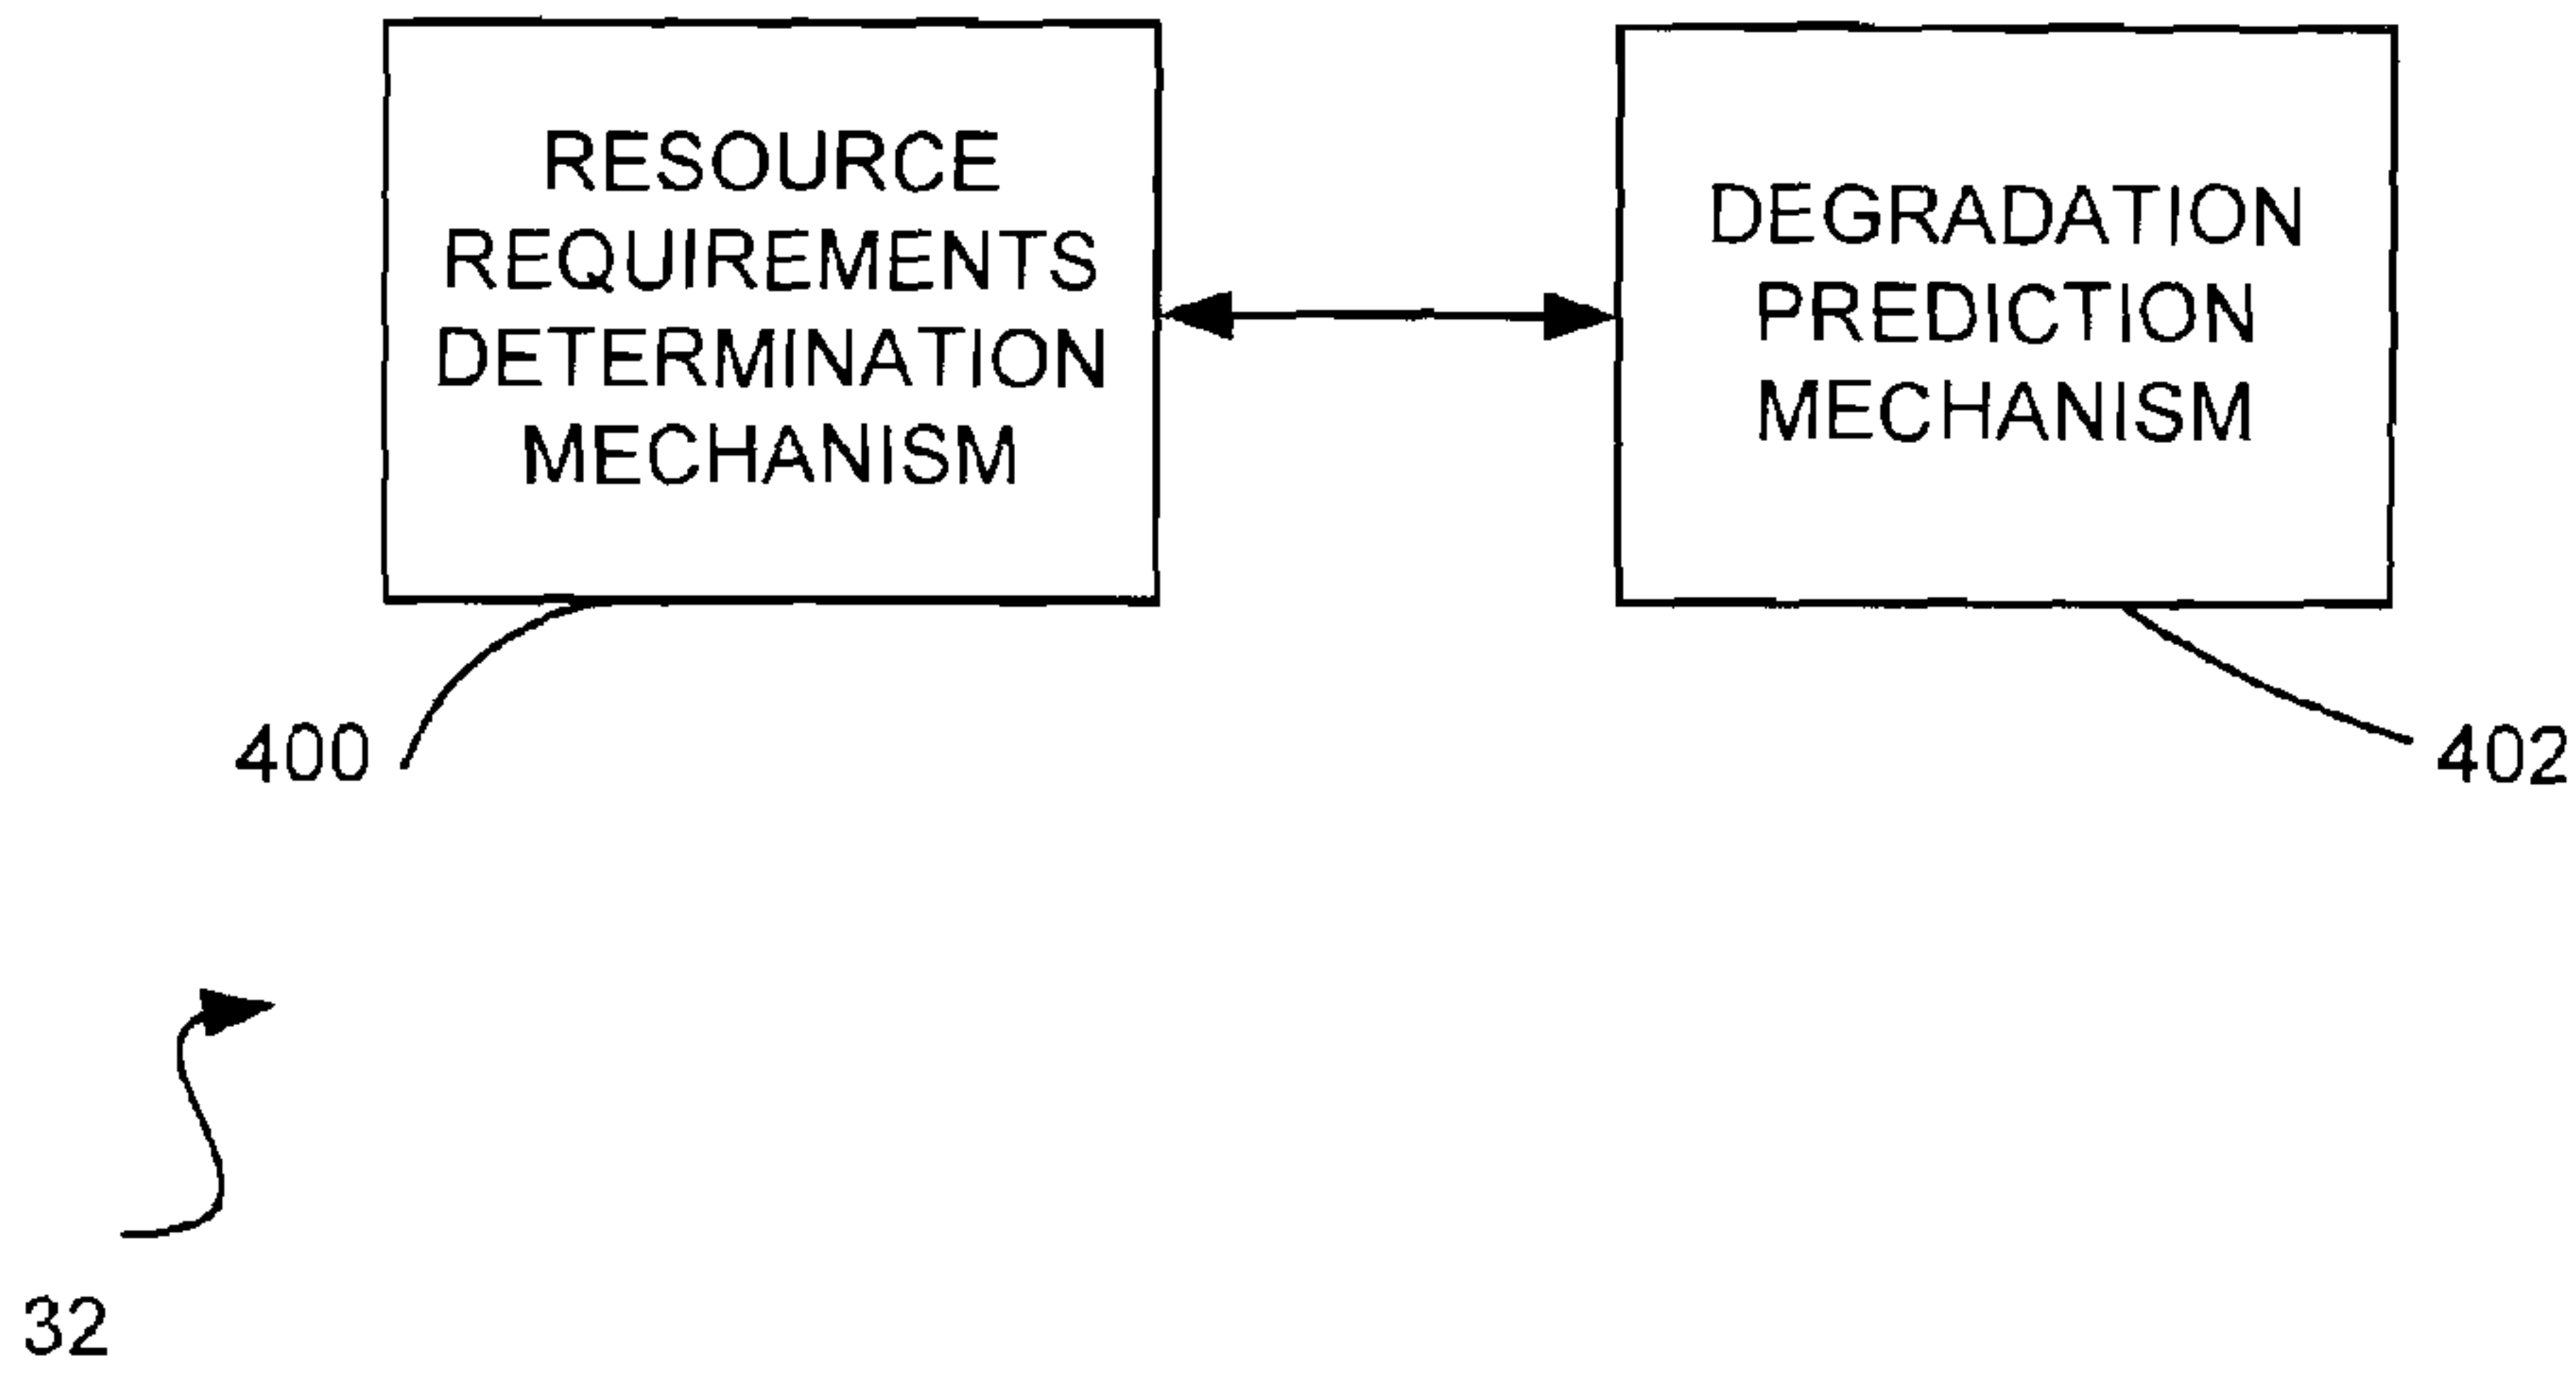 RESOURCE
REQUIREMENTS
DETERMINATION
MECHANISM
DEGRADATION
PREDICTION
MECHANISM
400
402
32